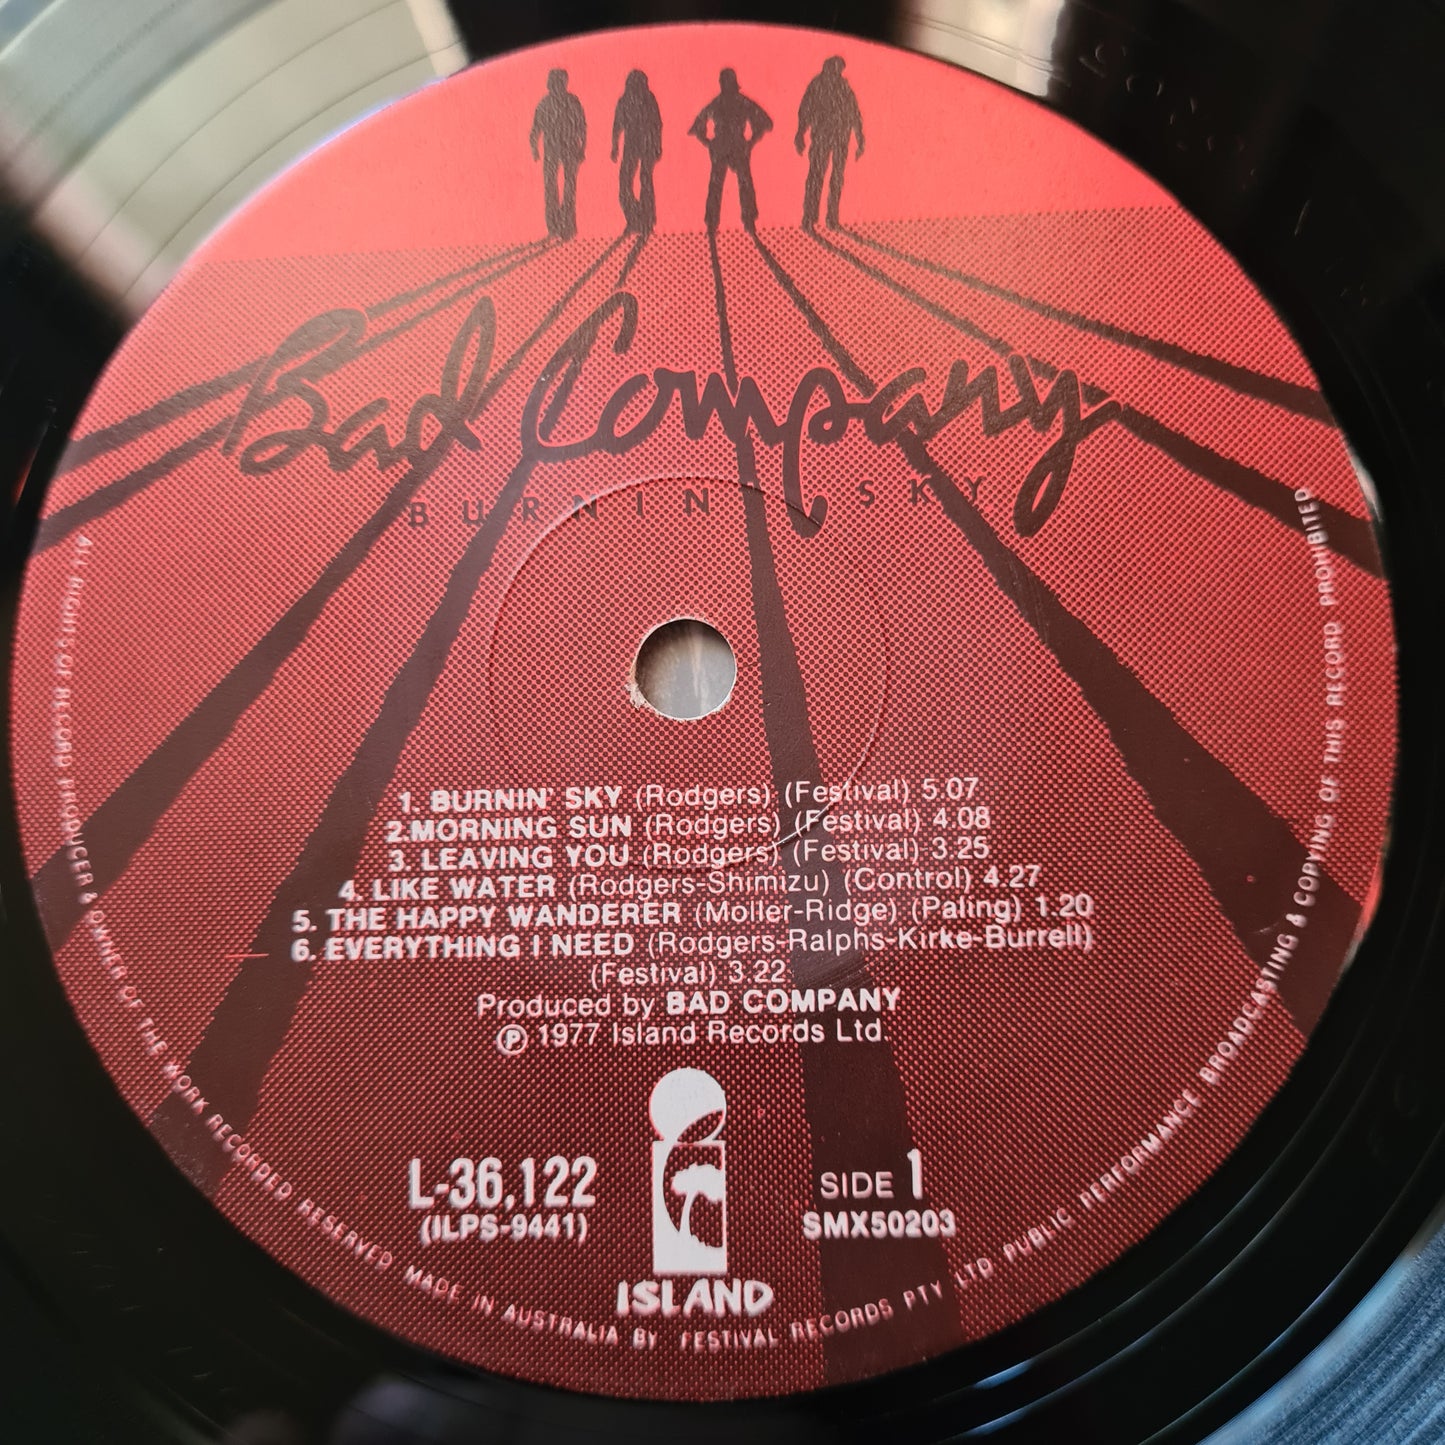 Bad Company
BURNIN' SKY
1. BURNIN' SKY (Rodgers) (Festival) 5.07
2.MORNING SUN (Rodgers) (Festival) 4.08
3. LEAVING YOU (Rodgers) (Festival) 3.25
4. LIKE WATER (Rodgers-Shimizu) (Control) 4.27
5. THE HAPPY WANDERER (Moller-Ridge) (Paling) 1.20
6. EVERYTHING I NEED (Rodgers-Ralphs-Kirke-Burrell)
(Festival) 3.22
Produced by BAD COMPANY
℗ 1977 Island Records Ltd.
L-36,122
(ILPS-9441)
SIDE 1
SMX50203
ISLAND
ALL RIGHTS OF RECORD PRODUCER & OWNER OF THE WORK RECORDED RESERVED MADE IN AUSTRALIA BY FESTIVAL RECORDS PTY LTD PUBLIC PERFORMANCE BROADCASTING & COPYING OF THIS RECORD PROHIBITED